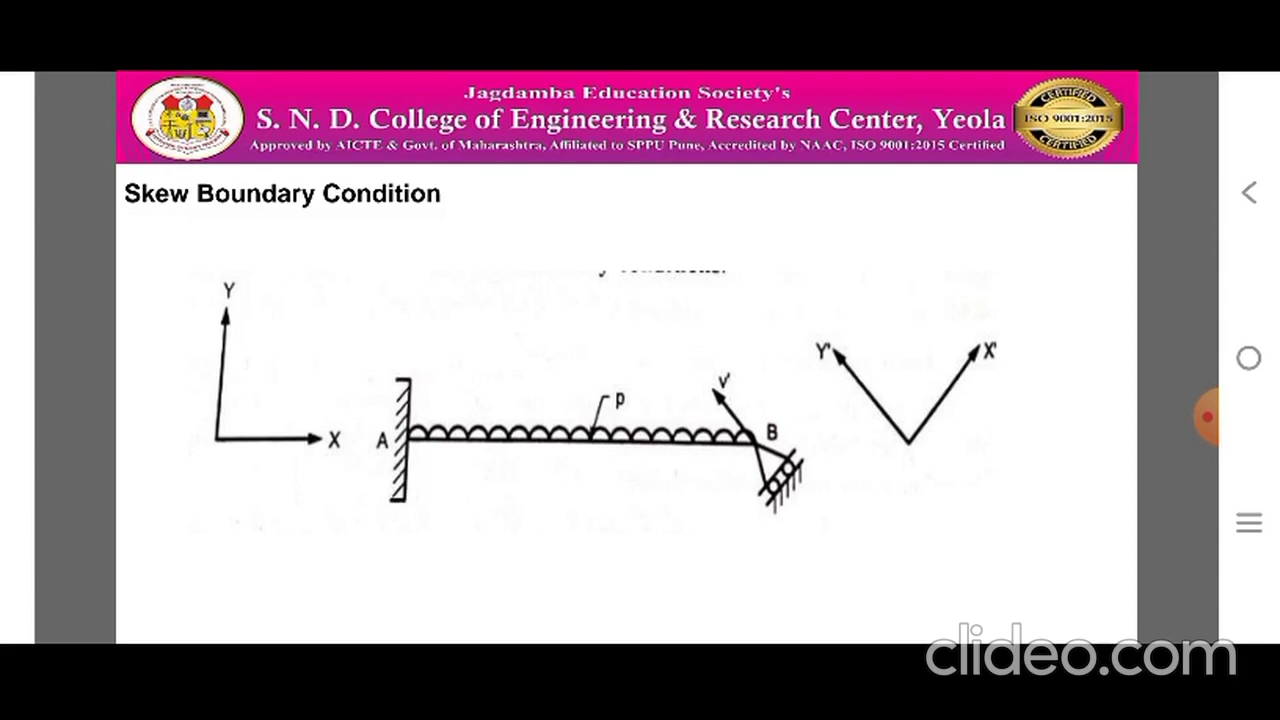 Jagdamba Education Society's
S. N. D. College of Engineering & Research Center, Yeola
Approved by AICTE & Govt. of Maharashtra, Affiliated to SPPU Pune, Accredited by NAAC, ISO 9001:2015 Certified
CERTIFIED
ISO 9001:2015
CERTIFIED
Skew Boundary Condition
Y
X
A
p
v'
B
Y'
X'
clideo.com